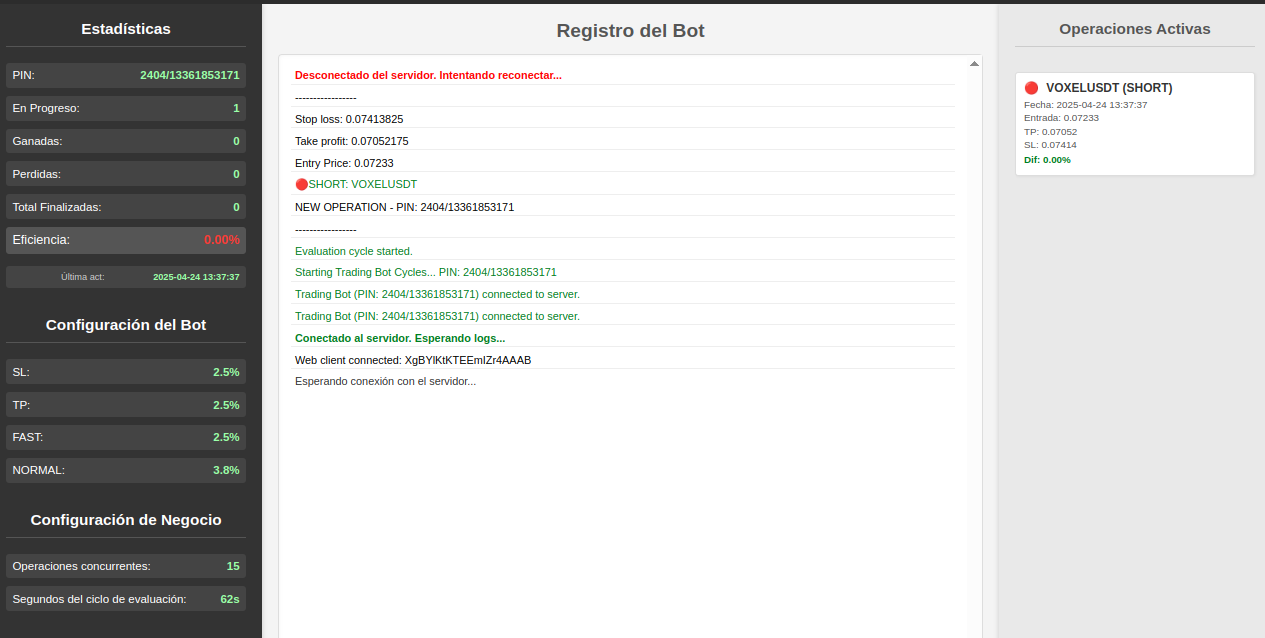 Estadísticas
PIN: 2404/13361853171
En Progreso: 1
Ganadas: 0
Perdidas: 0
Total Finalizadas: 0
Eficiencia: 0.00%
Última act: 2025-04-24 13:37:37
Configuración del Bot
SL: 2.5%
TP: 2.5%
FAST: 2.5%
NORMAL: 3.8%
Configuración de Negocio
Operaciones concurrentes: 15
Segundos del ciclo de evaluación: 62s
Registro del Bot
Desconectado del servidor. Intentando reconectar...
----------------
Stop loss: 0.07413825
Take profit: 0.07052175
Entry Price: 0.07233
🔴SHORT: VOXELUSDT
NEW OPERATION - PIN: 2404/13361853171
----------------
Evaluation cycle started.
Starting Trading Bot Cycles... PIN: 2404/13361853171
Trading Bot (PIN: 2404/13361853171) connected to server.
Trading Bot (PIN: 2404/13361853171) connected to server.
Conectado al servidor. Esperando logs...
Web client connected: XgBYlKtKTEEmIZr4AAAB
Esperando conexión con el servidor...
Operaciones Activas
🔴 VOXELUSDT (SHORT)
Fecha: 2025-04-24 13:37:37
Entrada: 0.07233
TP: 0.07052
SL: 0.07414
Dif: 0.00%